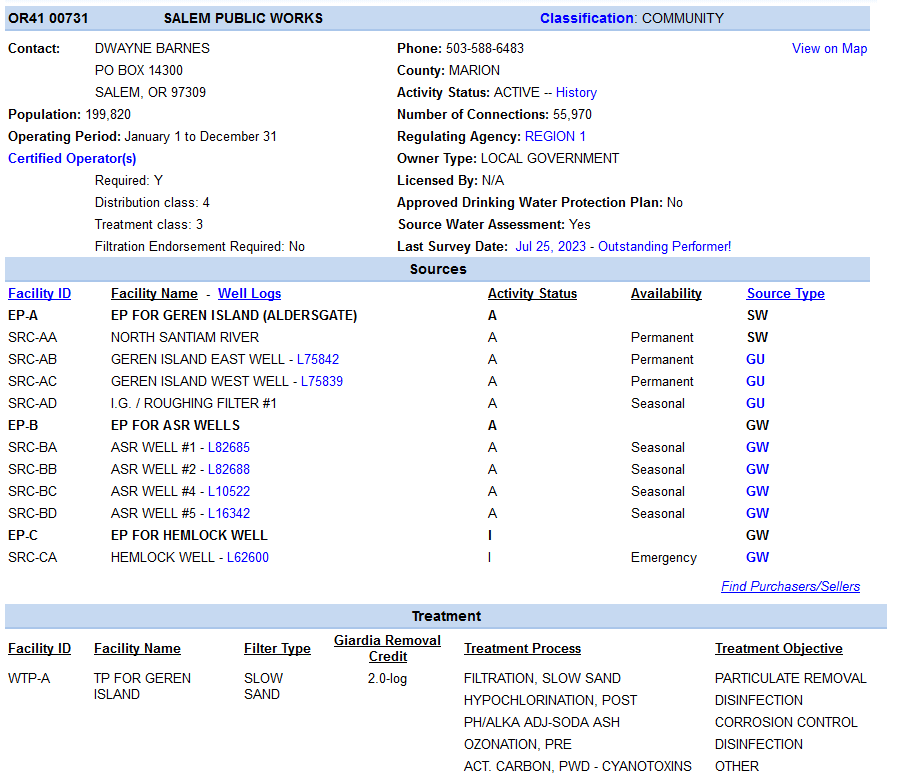 OR41 00731 SALEM PUBLIC WORKS Classification: COMMUNITY
Contact: DWAYNE BARNES Phone: 503-588-6483 View on Map
PO BOX 14300 County: MARION
SALEM, OR 97309 Activity Status: ACTIVE -- History
Population: 199,820 Number of Connections: 55,970
Operating Period: January 1 to December 31 Regulating Agency: REGION 1
Certified Operator(s) Owner Type: LOCAL GOVERNMENT
Required: Y Licensed By: N/A
Distribution class: 4 Approved Drinking Water Protection Plan: No
Treatment class: 3 Source Water Assessment: Yes
Filtration Endorsement Required: No Last Survey Date: Jul 25, 2023 - Outstanding Performer!
Sources
Facility ID Facility Name - Well Logs Activity Status Availability Source Type
EP-A EP FOR GEREN ISLAND (ALDERSGATE) A SW
SRC-AA NORTH SANTIAM RIVER A Permanent SW
SRC-AB GEREN ISLAND EAST WELL - L75842 A Permanent GU
SRC-AC GEREN ISLAND WEST WELL - L75839 A Permanent GU
SRC-AD I.G. / ROUGHING FILTER #1 A Seasonal GU
EP-B EP FOR ASR WELLS A GW
SRC-BA ASR WELL #1 - L82685 A Seasonal GW
SRC-BB ASR WELL #2 - L82688 A Seasonal GW
SRC-BC ASR WELL #4 - L10522 A Seasonal GW
SRC-BD ASR WELL #5 - L16342 A Seasonal GW
EP-C EP FOR HEMLOCK WELL I GW
SRC-CA HEMLOCK WELL - L62600 I Emergency GW
Find Purchasers/Sellers
Treatment
Facility ID Facility Name Filter Type Giardia Removal Credit Treatment Process Treatment Objective
WTP-A TP FOR GEREN ISLAND SLOW SAND 2.0-log FILTRATION, SLOW SAND PARTICULATE REMOVAL
HYPOCHLORINATION, POST DISINFECTION
PH/ALKA ADJ-SODA ASH CORROSION CONTROL
OZONATION, PRE DISINFECTION
ACT. CARBON, PWD - CYANOTOXINS OTHER